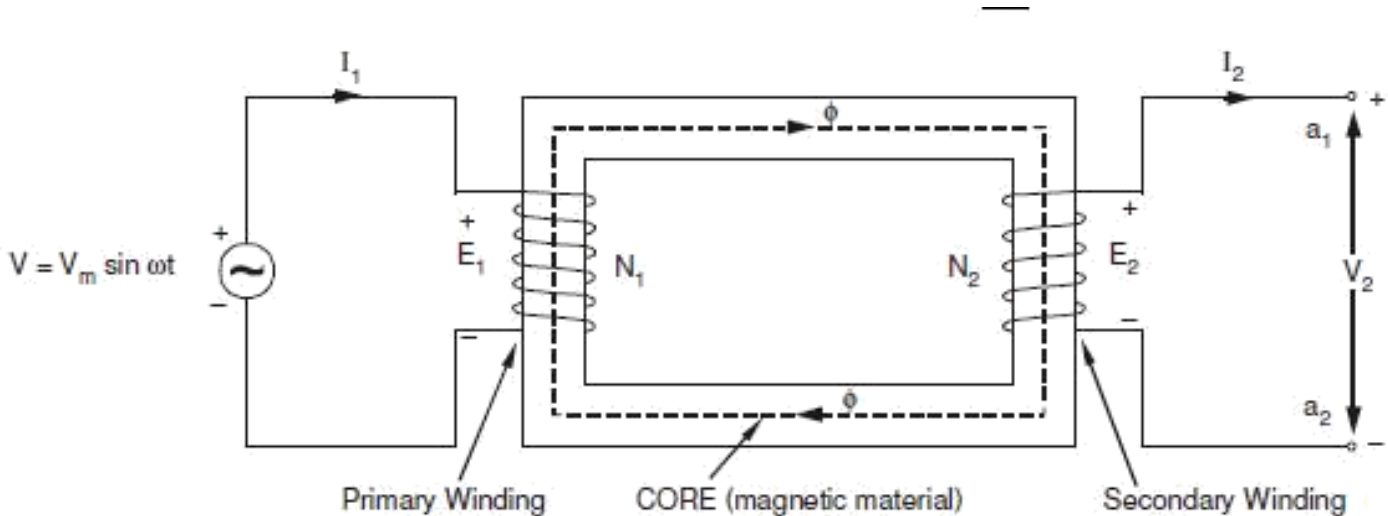 I₁
I₂
ϕ
+
a₁
+
+
+
E₁
N₁
N₂
E₂
V = Vₘ sin ωt
V₂
–
–
–
ϕ
a₂
–
Primary Winding
CORE (magnetic material)
Secondary Winding